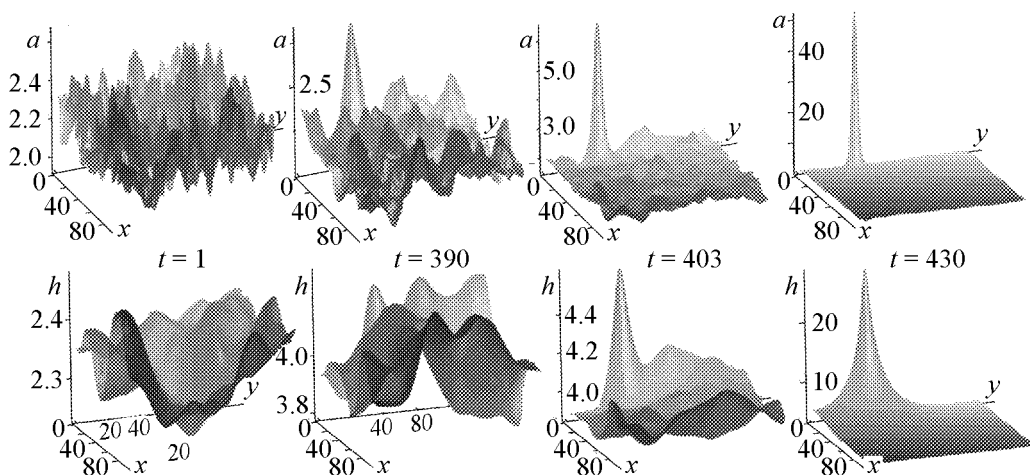 a a a a
2.4 2.5 5.0 40
2.2 3.0 20
2.0
y y y y
0 0 0 0
40 40 40 40
80 80 80 80
x x x x
t = 1 t = 390 t = 403 t = 430
h h h h
2.4 4.0 4.4 20
2.3 3.8 4.2 10
4.0
y
0 20 40 0 40 80 0 0
40 20 40 40 40
80 80 80 80
x x x x